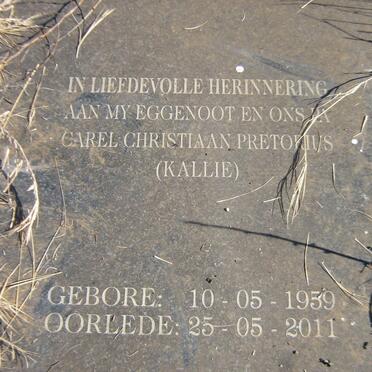 IN LIEFDEVOLLE HERINNERING
AAN MY EGGENOOT EN ONS
CAREL CHRISTIAAN PRETORIUS
(KALLIE)
GEBORE: 10 - 05 - 1959
OORLEDE: 25 - 05 - 2011